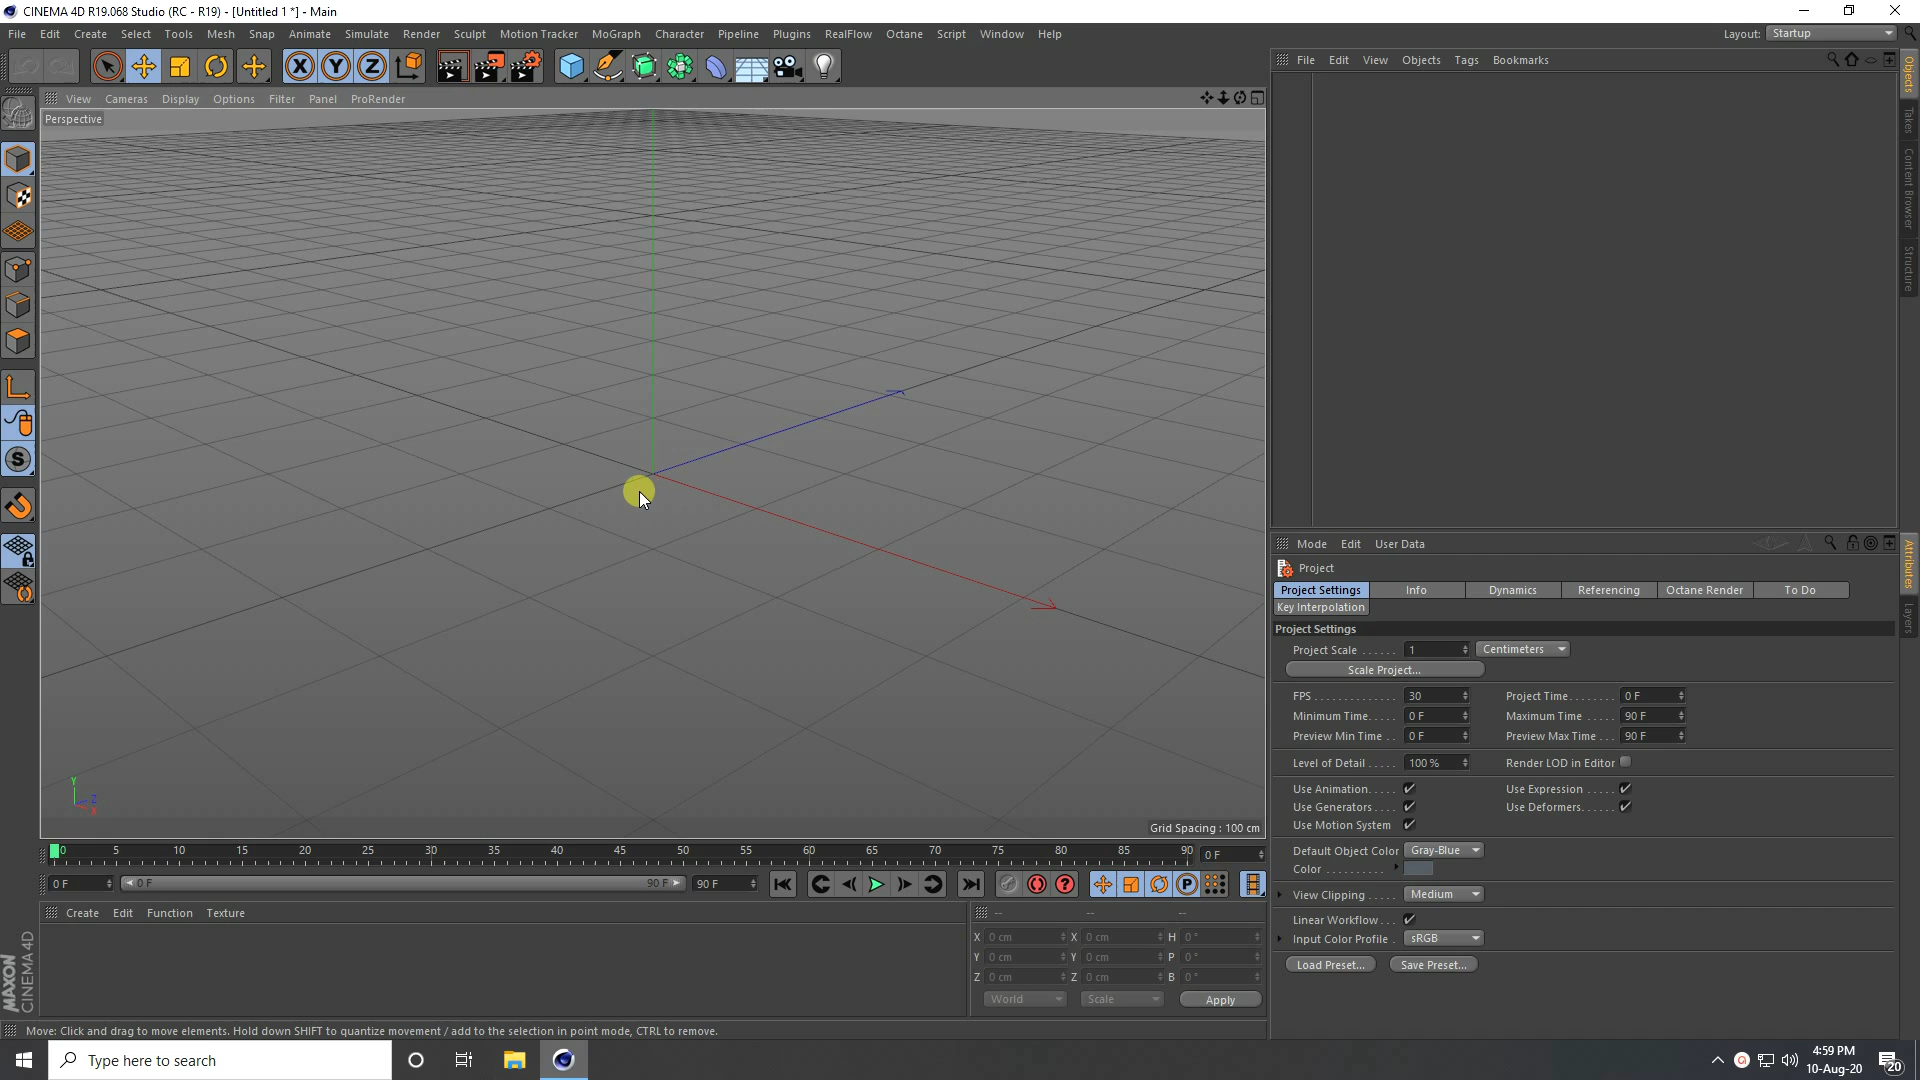 CINEMA 4D R19.068 Studio (RC - R19) - [Untitled 1 *] - Main
File Edit Create Select Tools Mesh Snap Animate Simulate Render Sculpt Motion Tracker MoGraph Character Pipeline Plugins RealFlow Octane Script Window Help Layout: Startup
File Edit View Objects Tags Bookmarks
View Cameras Display Options Filter Panel ProRender
Perspective
Objects
Takes
Content Browser
Structure
Mode Edit User Data
Project
Project Settings Info Dynamics Referencing Octane Render To Do
Key Interpolation
Project Settings
Project Scale ...... 1 Centimeters
Scale Project...
FPS ............. 30 Project Time ....... 0 F
Minimum Time ..... 0 F Maximum Time ..... 90 F
Preview Min Time .. 0 F Preview Max Time ... 90 F
Level of Detail ..... 100 % Render LOD in Editor
Use Animation ..... Use Expression .....
Use Generators .... Use Deformers ......
Use Motion System
Default Object Color Gray-Blue
Color ..........
View Clipping ..... Medium
Linear Workflow ...
Input Color Profile . sRGB
Load Preset... Save Preset...
Attributes
Layers
Y
Z
X
Grid Spacing : 100 cm
0 5 10 15 20 25 30 35 40 45 50 55 60 65 70 75 80 85 90 0 F
0 F 0 F 90 F 90 F
Create Edit Function Texture
-- -- --
X 0 cm X 0 cm H 0 °
Y 0 cm Y 0 cm P 0 °
Z 0 cm Z 0 cm B 0 °
World Scale Apply
MAXON
CINEMA 4D
Move: Click and drag to move elements. Hold down SHIFT to quantize movement / add to the selection in point mode, CTRL to remove.
Type here to search
4:59 PM
10-Aug-20
20